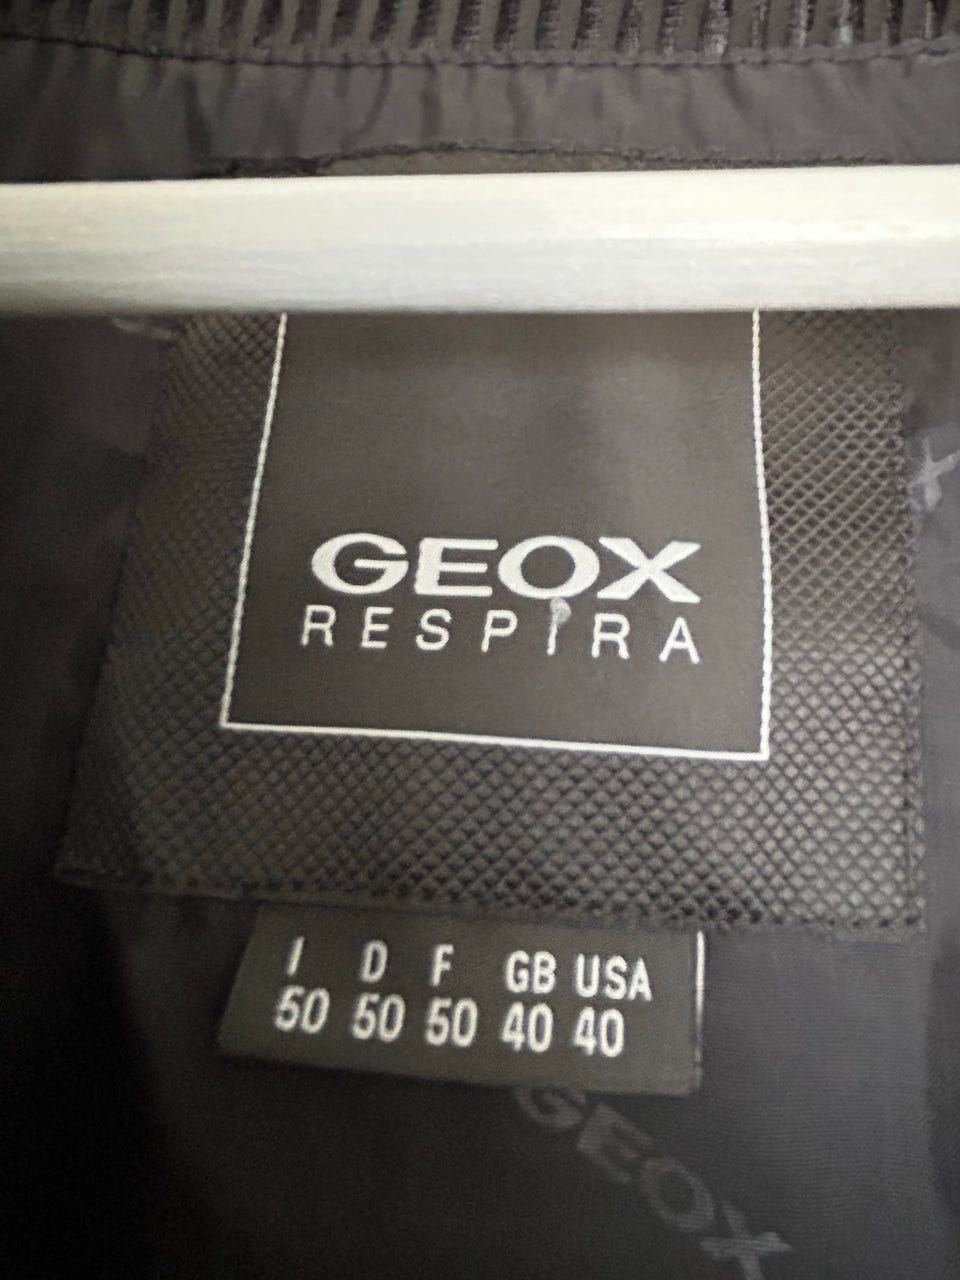 GEOX
RESPIRA
I D F GB USA
50 50 50 40 40
GEOX